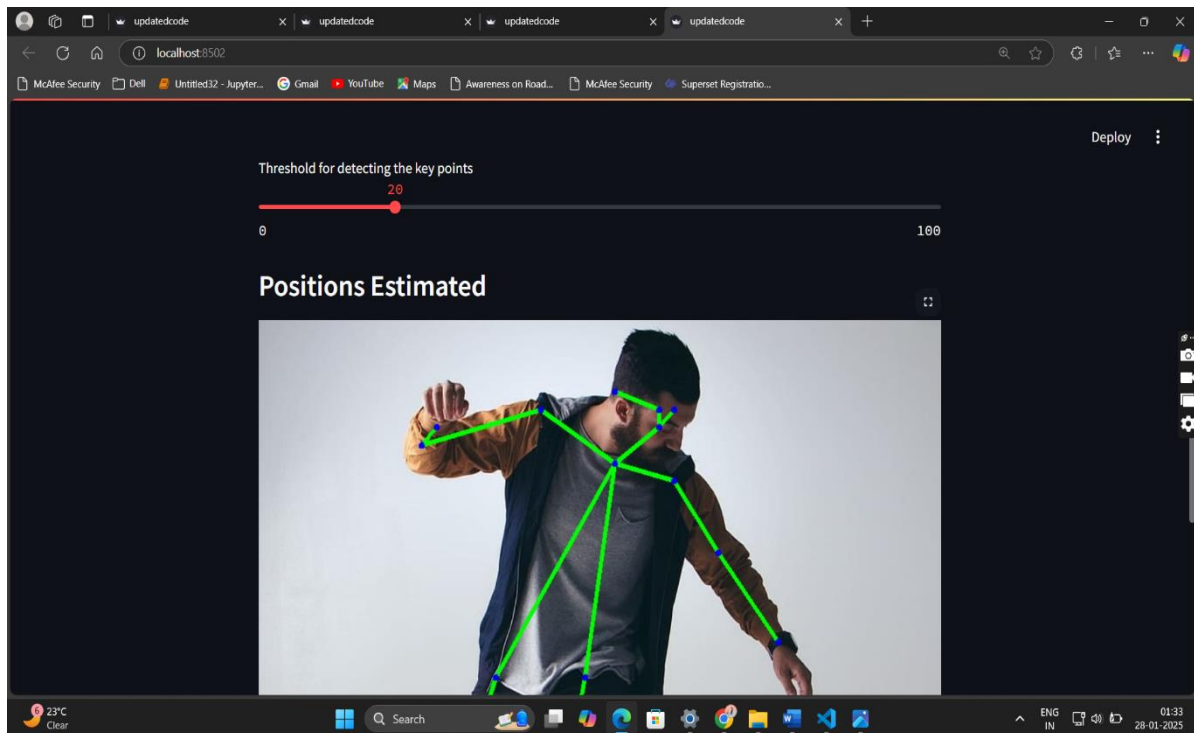 updatedcode
updatedcode
updatedcode
updatedcode
localhost:8502
McAfee Security Dell Untitled32 - Jupyter... Gmail YouTube Maps Awareness on Road... McAfee Security Superset Registratio...
Deploy
Threshold for detecting the key points
20
0 100
Positions Estimated
6 23°C
Clear
Search
ENG
IN
01:33
28-01-2025